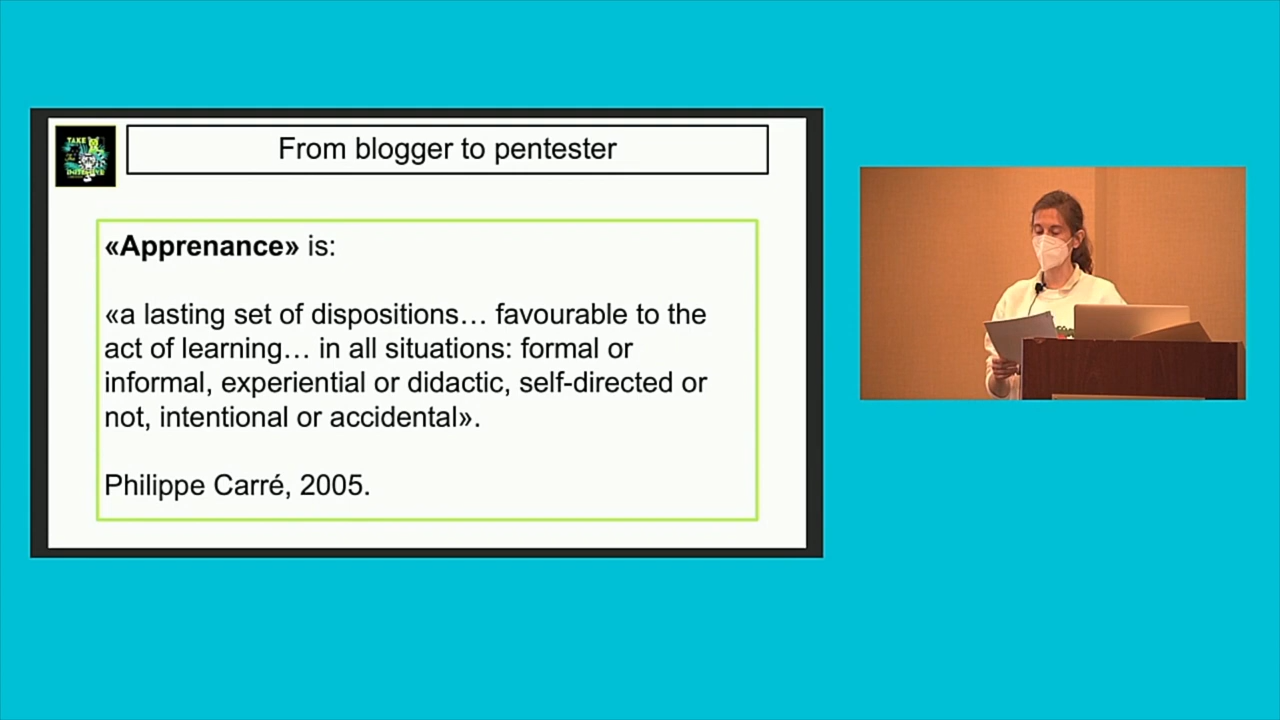 TAKE
From blogger to pentester
«Apprenance» is:
«a lasting set of dispositions… favourable to the
act of learning… in all situations: formal or
informal, experiential or didactic, self-directed or
not, intentional or accidental».
Philippe Carré, 2005.